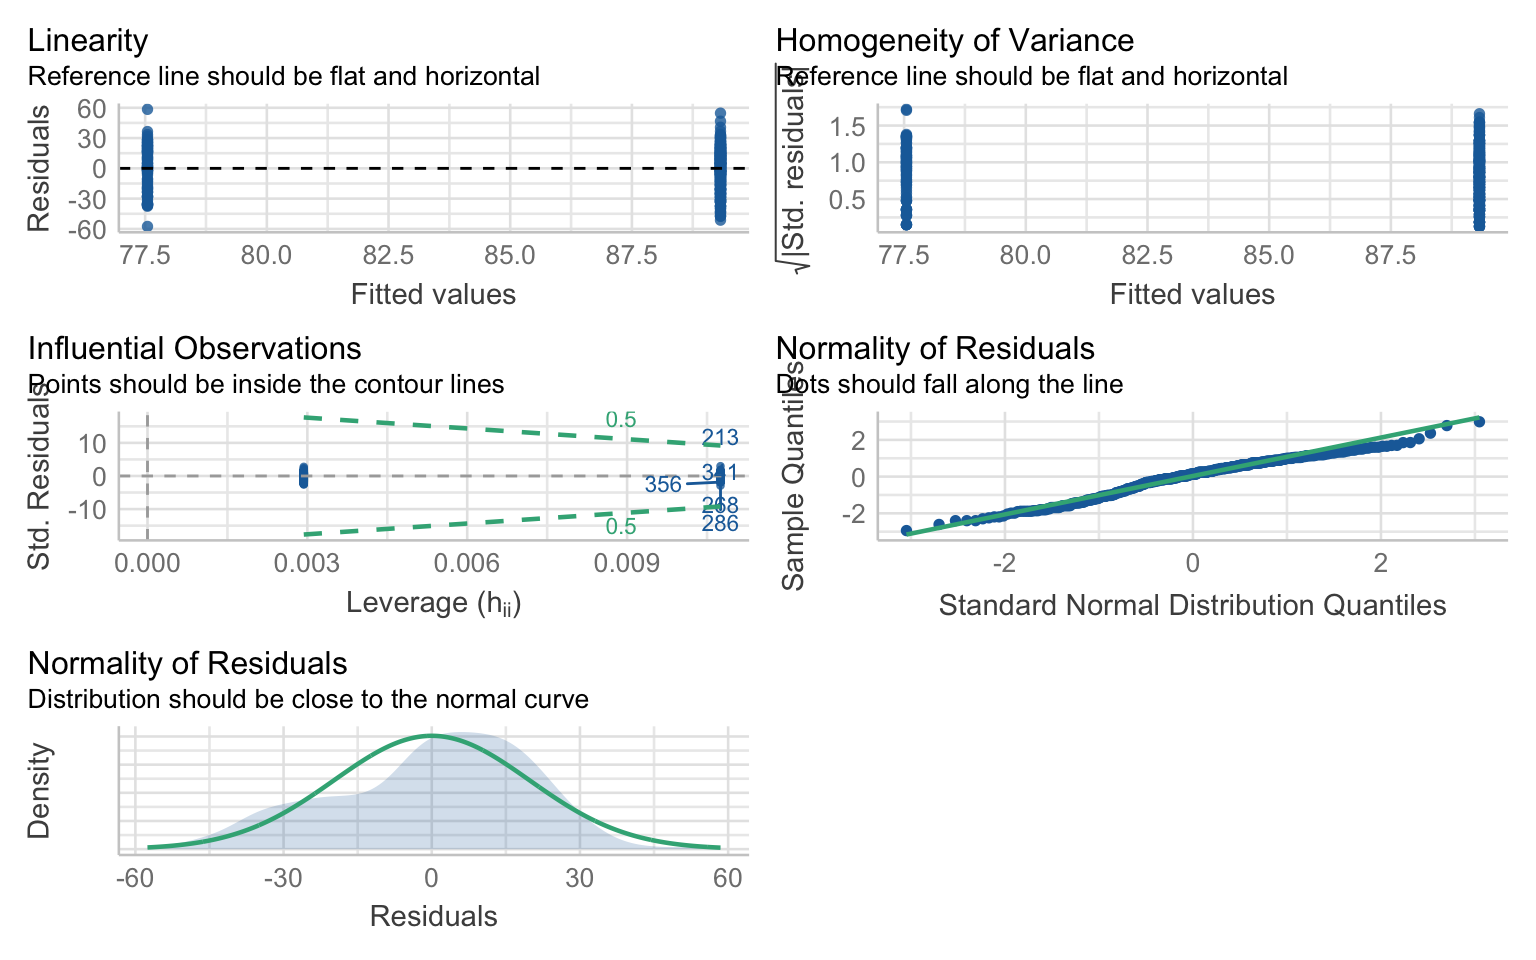 Linearity
Reference line should be flat and horizontal
Residuals
60
30
0
-30
-60
77.5 80.0 82.5 85.0 87.5
Fitted values
Homogeneity of Variance
Reference line should be flat and horizontal
√|Std. residuals|
1.5
1.0
0.5
77.5 80.0 82.5 85.0 87.5
Fitted values
Influential Observations
Points should be inside the contour lines
Std. Residuals
10
0
-10
0.5
213
341
356
268
286
0.5
0.000 0.003 0.006 0.009
Leverage (hᵢᵢ)
Normality of Residuals
Dots should fall along the line
Sample Quantiles
2
0
-2
-2 0 2
Standard Normal Distribution Quantiles
Normality of Residuals
Distribution should be close to the normal curve
Density
-60 -30 0 30 60
Residuals